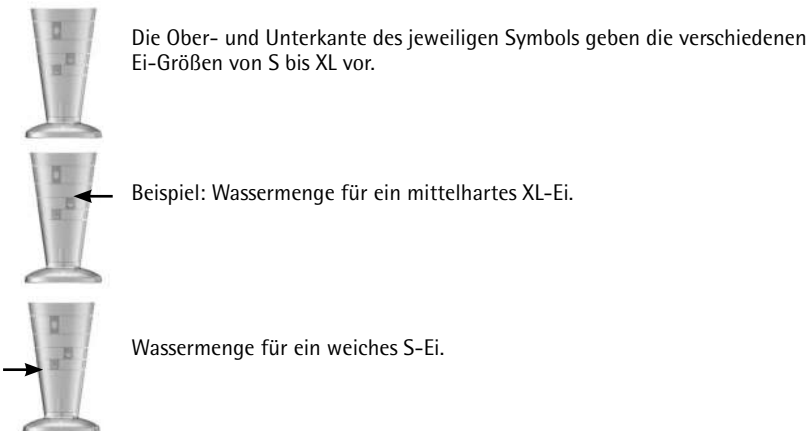 Die Ober- und Unterkante des jeweiligen Symbols geben die verschiedenen
Ei-Größen von S bis XL vor.
Beispiel: Wassermenge für ein mittelhartes XL-Ei.
Wassermenge für ein weiches S-Ei.